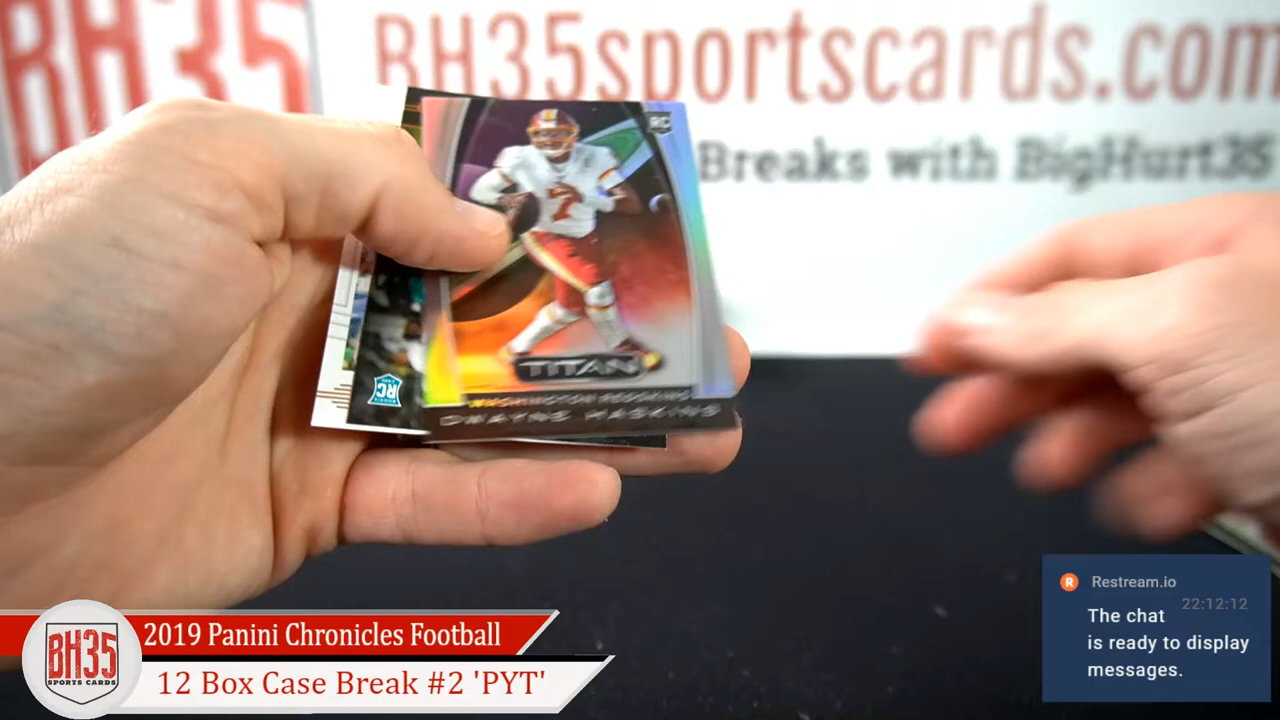 BH35
BH35sportscards.com
Breaks with BigHurt35
RC
TITAN
WASHINGTON REDSKINS
DWAYNE HASKINS
RC
Restream.io
22:12:12
The chat
is ready to display
messages.
BH35
SPORTS CARDS
2019 Panini Chronicles Football
12 Box Case Break #2 'PYT'